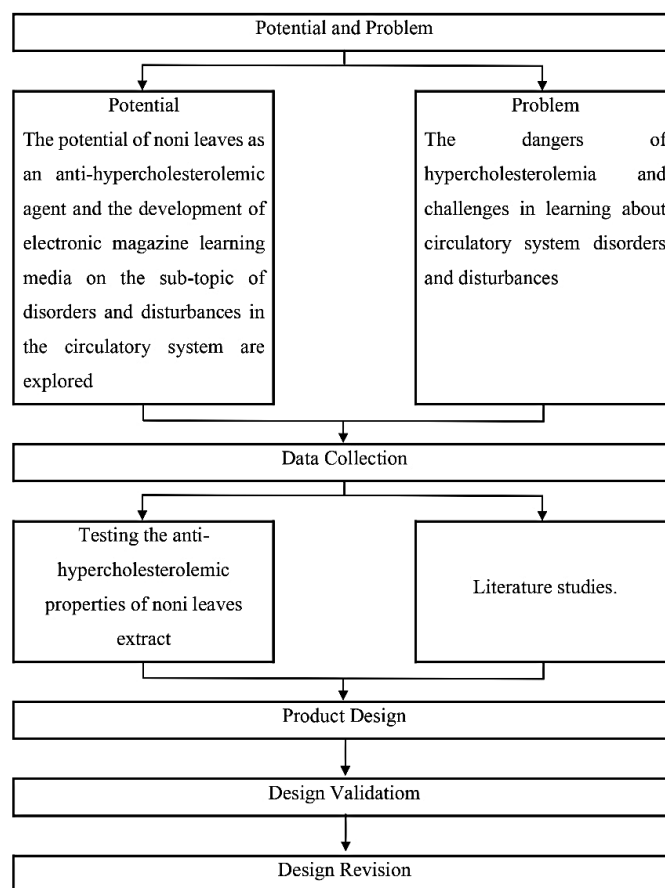 Potential and Problem
Potential
The potential of noni leaves as
an anti-hypercholesterolemic
agent and the development of
electronic magazine learning
media on the sub-topic of
disorders and disturbances in
the circulatory system are
explored
Problem
The dangers of
hypercholesterolemia and
challenges in learning about
circulatory system disorders
and disturbances
Data Collection
Testing the anti-
hypercholesterolemic
properties of noni leaves
extract
Literature studies.
Product Design
Design Validatiom
Design Revision